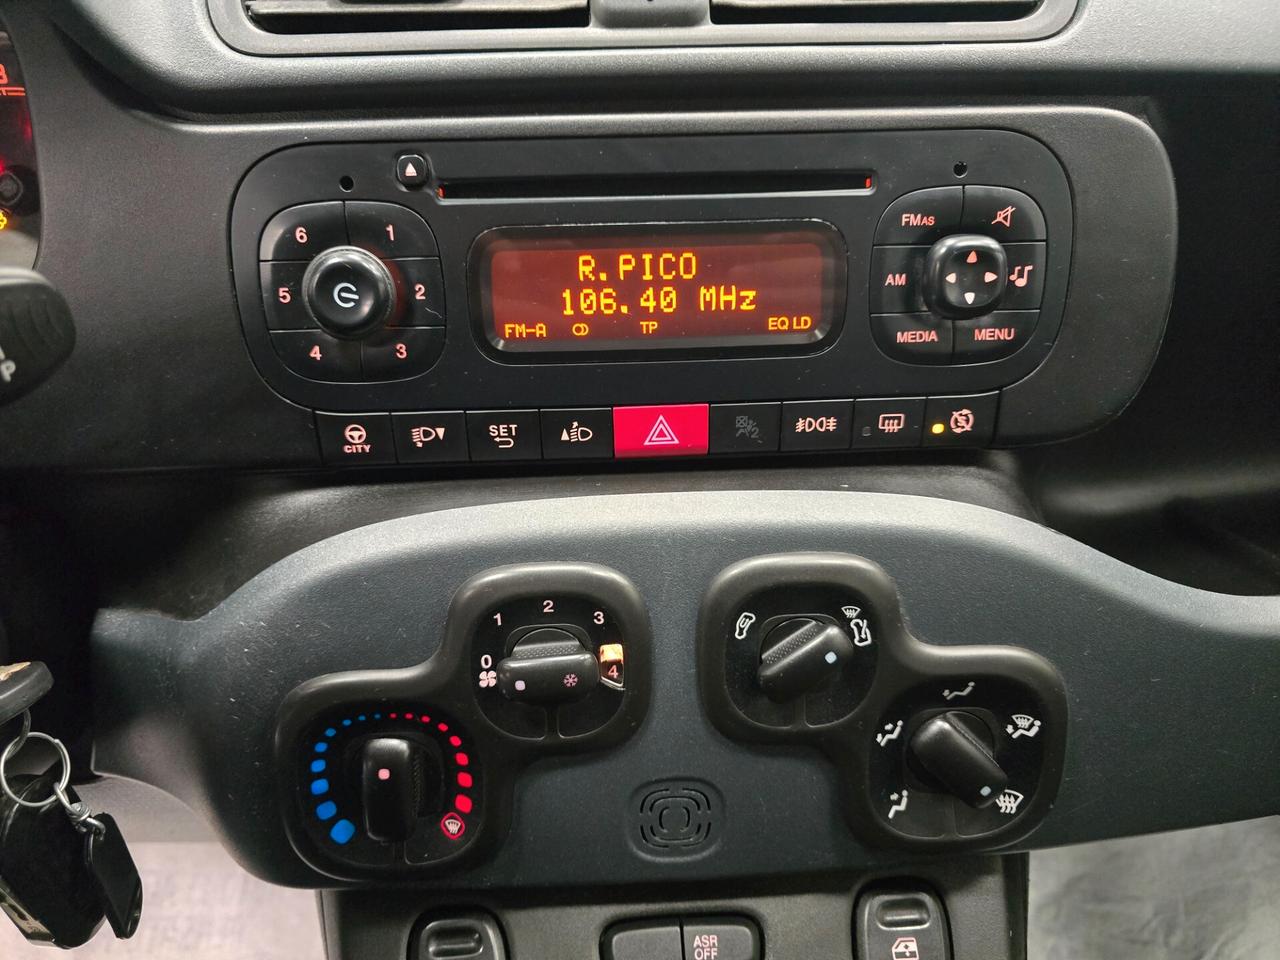 6
1
5
2
4
3
R.PICO
106.40 MHz
FM-A TP EQ LD
FMAS
AM
MEDIA
MENU
CITY
SET
2
0
1
2
3
4
ASR
OFF